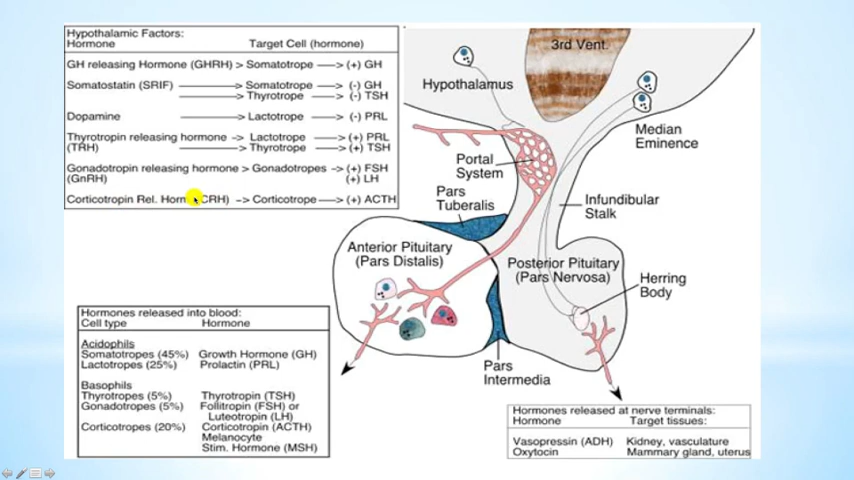 Hypothalamic Factors:
Hormone Target Cell (hormone)
GH releasing Hormone (GHRH) > Somatotrope —> (+) GH
Somatostatin (SRIF) —> Somatotrope —> (-) GH
—> Thyrotrope —> (-) TSH
Dopamine —> Lactotrope —> (-) PRL
Thyrotropin releasing hormone -> Lactotrope —> (+) PRL
(TRH) —> Thyrotrope —> (+) TSH
Gonadotropin releasing hormone > Gonadotropes -> (+) FSH
(GnRH) (+) LH
Corticotropin Rel. CRH) -> Corticotrope —> (+) ACTH
3rd Vent.
Hypothalamus
Median
Eminence
Portal
System
Pars
Tuberalis
Infundibular
Stalk
Anterior Pituitary
(Pars Distalis)
Posterior Pituitary
(Pars Nervosa)
Herring
Body
Pars
Intermedia
Hormones released into blood:
Cell type Hormone
Acidophils
Somatotropes (45%) Growth Hormone (GH)
Lactotropes (25%) Prolactin (PRL)
Basophils
Thyrotropes (5%) Thyrotropin (TSH)
Gonadotropes (5%) Follitropin (FSH) or
Luteotropin (LH)
Corticotropes (20%) Corticotropin (ACTH)
Melanocyte
Stim. Hormone (MSH)
Hormones released at nerve terminals:
Hormone Target tissues:
Vasopressin (ADH) Kidney, vasculature
Oxytocin Mammary gland, uterus